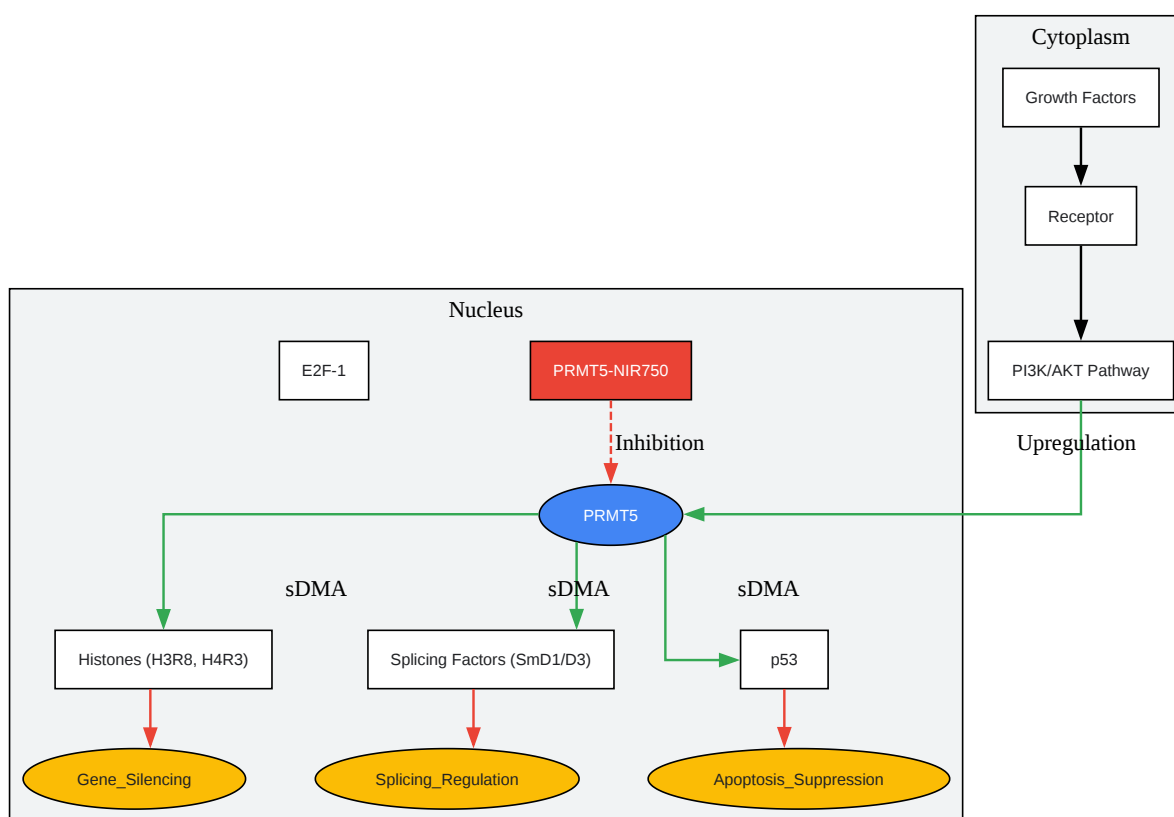 Cytoplasm
Growth Factors
Receptor
Nucleus
E2F-1
PRMT5-NIR750
PI3K/AKT Pathway
Inhibition
Upregulation
PRMT5
sDMA
sDMA
sDMA
Histones (H3R8, H4R3)
Splicing Factors (SmD1/D3)
p53
Gene_Silencing
Splicing_Regulation
Apoptosis_Suppression